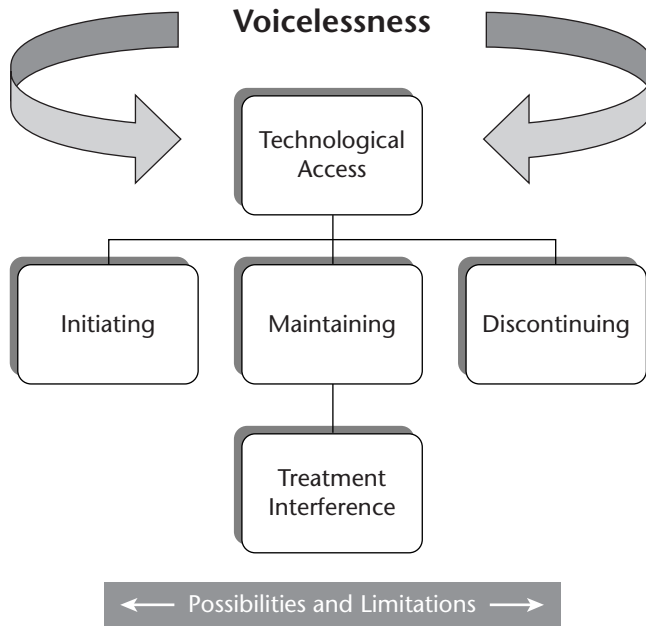 Voicelessness
Technological
Access
Initiating
Maintaining
Discontinuing
Treatment
Interference
Possibilities and Limitations